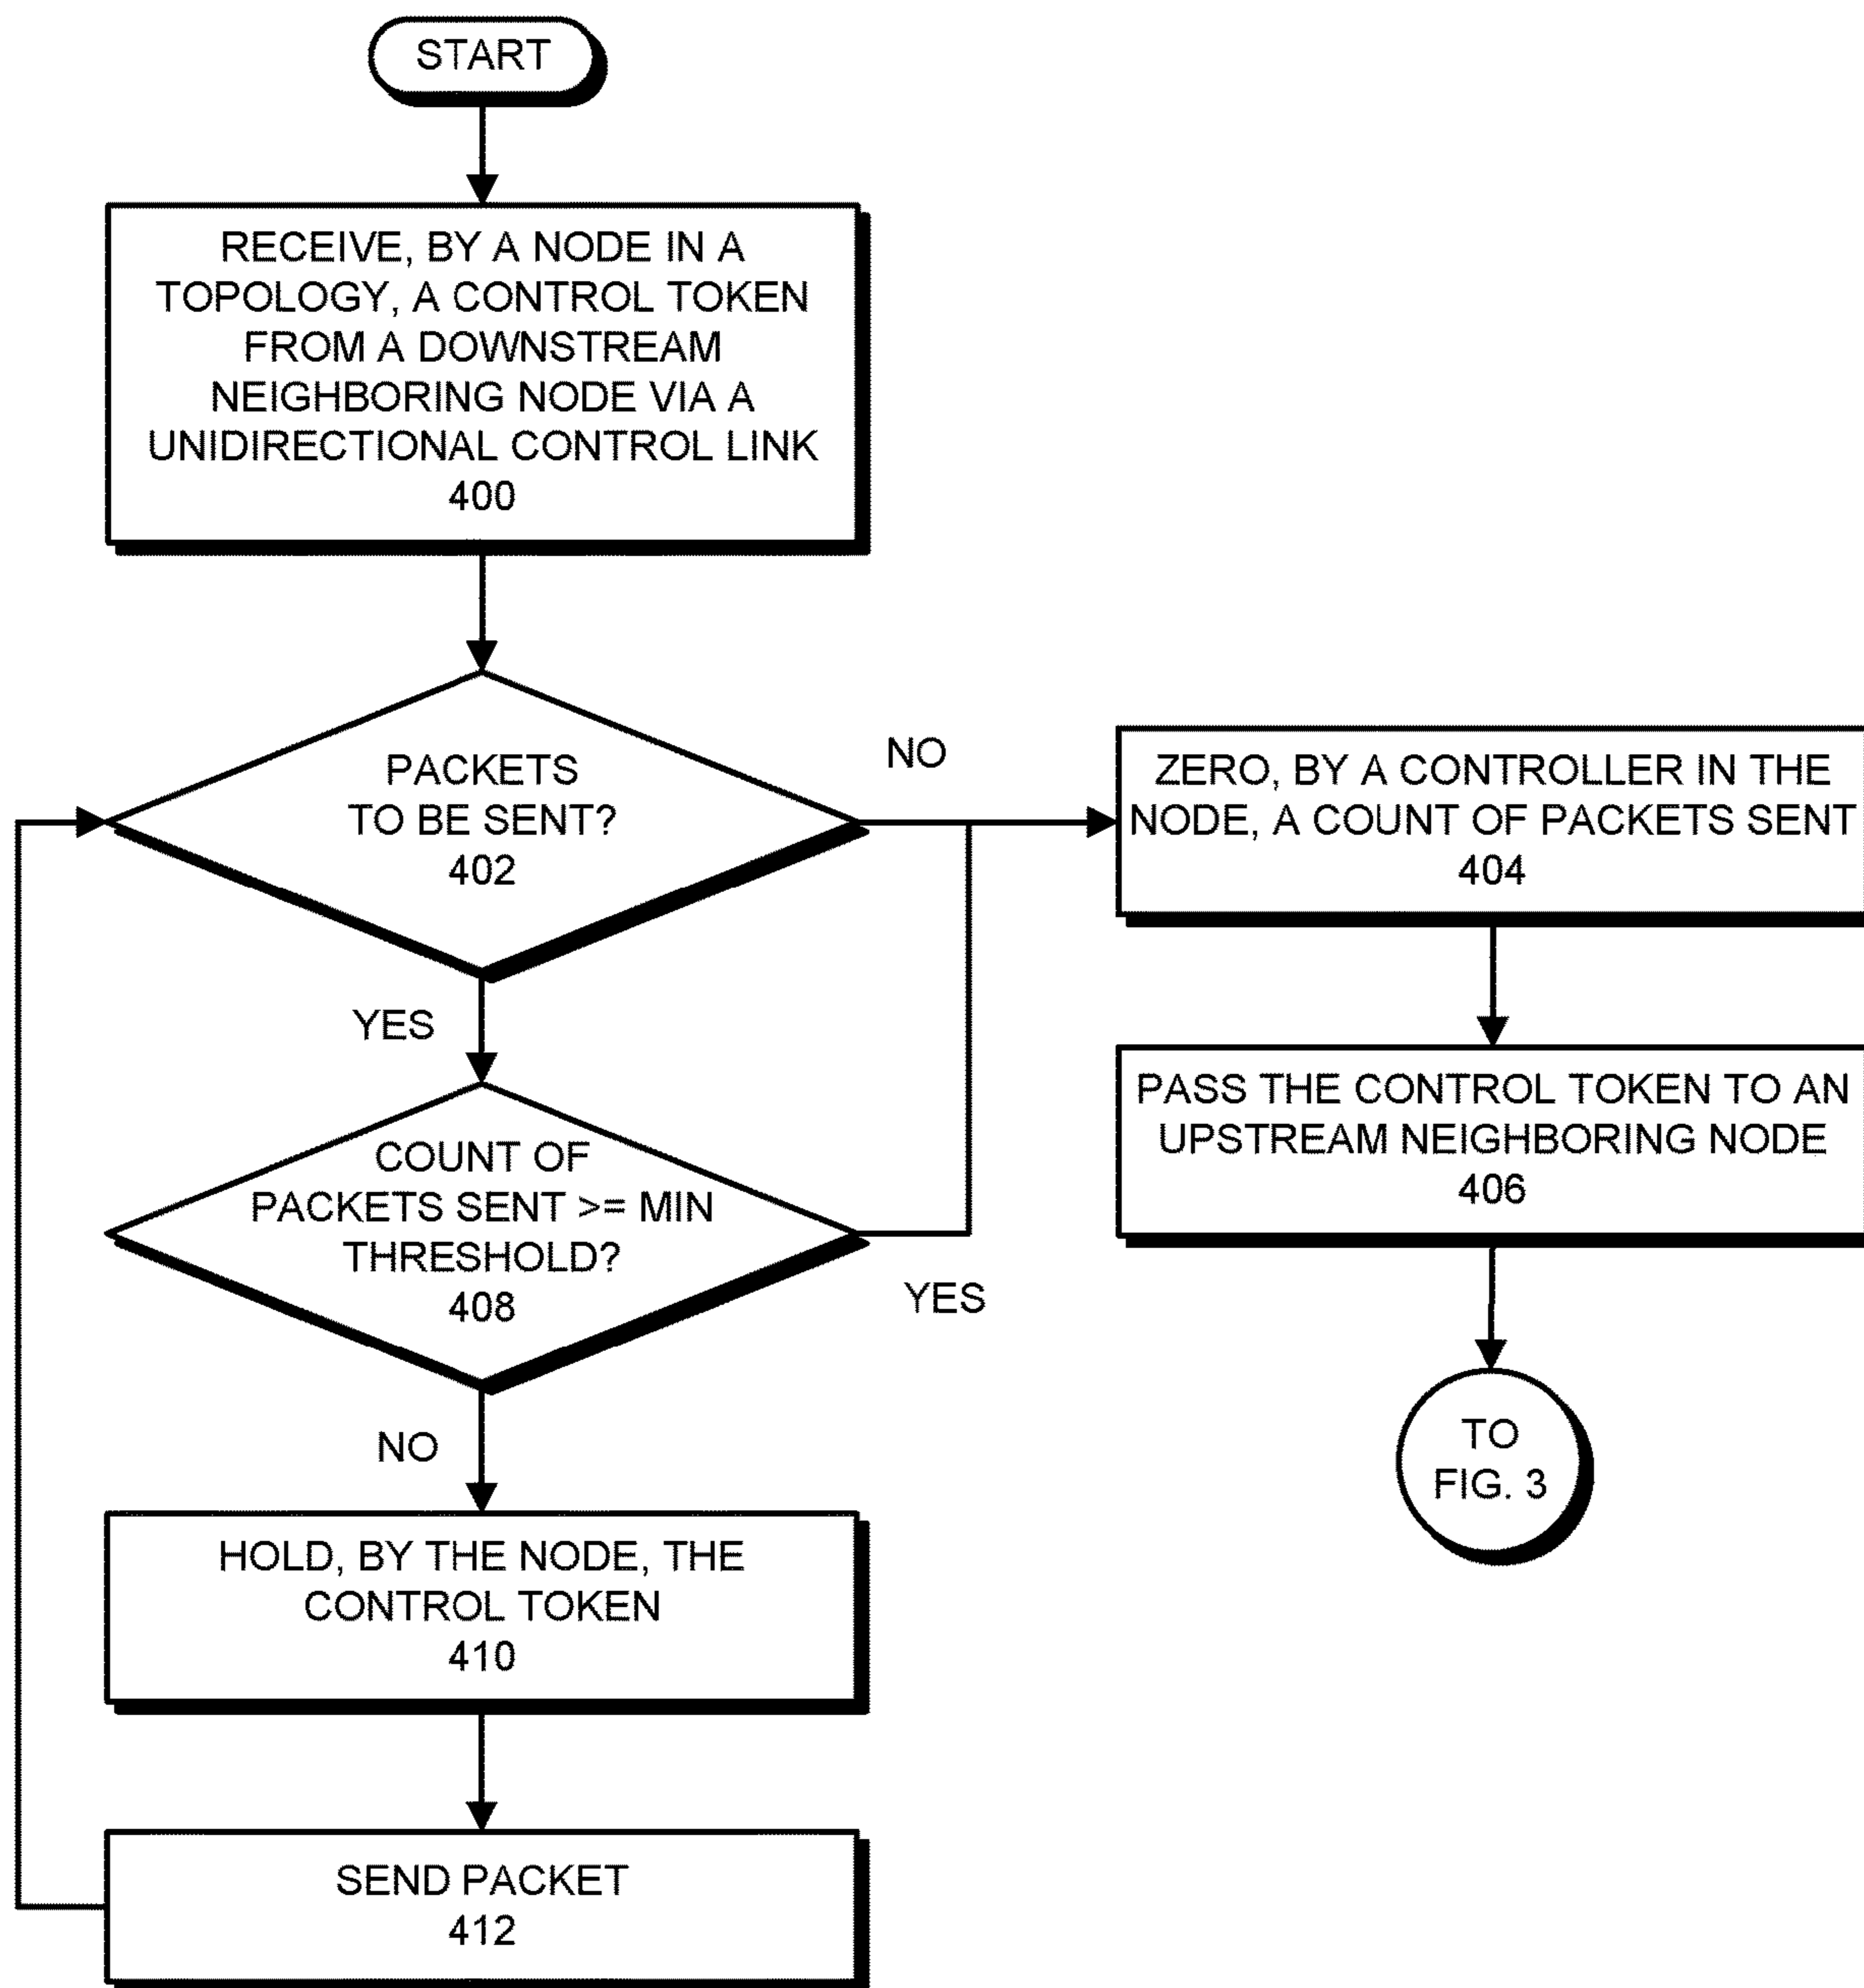 START
RECEIVE, BY A NODE IN A
TOPOLOGY, A CONTROL TOKEN
FROM A DOWNSTREAM
NEIGHBORING NODE VIA A
UNIDIRECTIONAL CONTROL LINK
400
PACKETS
TO BE SENT?
402
NO
ZERO, BY A CONTROLLER IN THE
NODE, A COUNT OF PACKETS SENT
404
YES
PASS THE CONTROL TOKEN TO AN
UPSTREAM NEIGHBORING NODE
406
COUNT OF
PACKETS SENT >= MIN
THRESHOLD?
408
YES
NO
TO
FIG. 3
HOLD, BY THE NODE, THE
CONTROL TOKEN
410
SEND PACKET
412